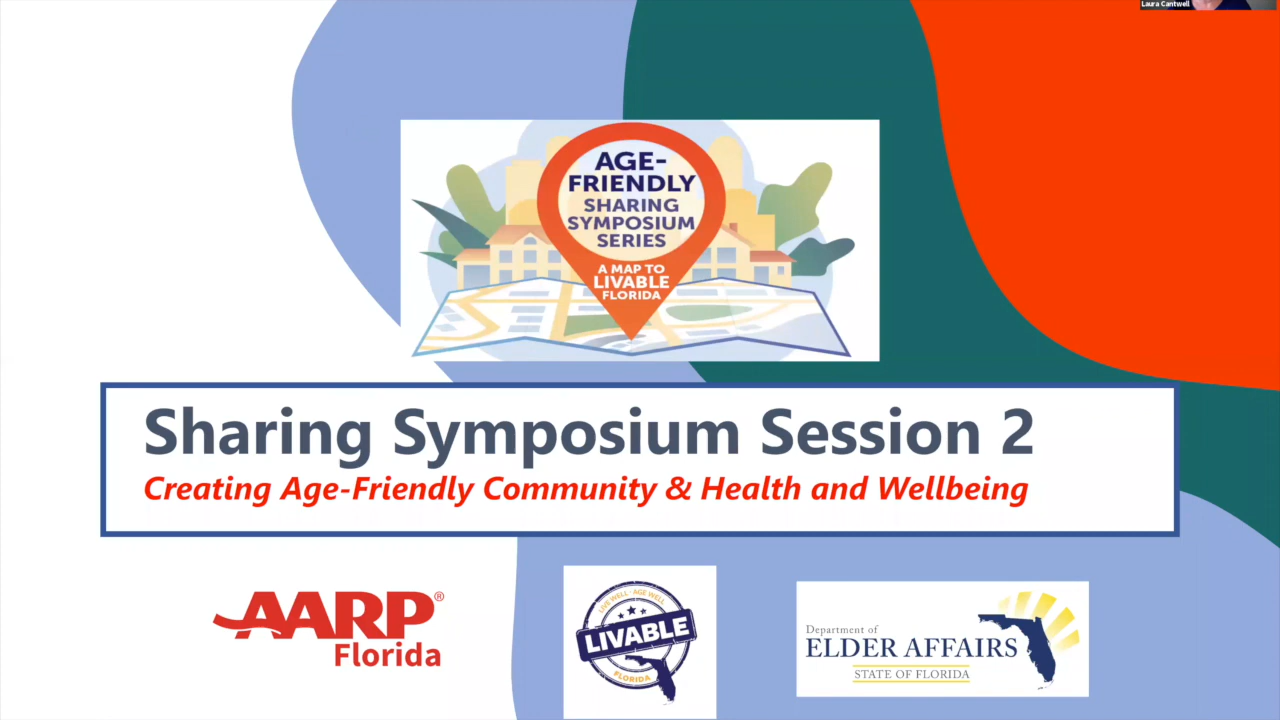 Laura Cantwell
AGE-
FRIENDLY
SHARING
SYMPOSIUM
SERIES
A MAP TO
LIVABLE
FLORIDA
Sharing Symposium Session 2
Creating Age-Friendly Community & Health and Wellbeing
AARP®
Florida
LIVE WELL · AGE WELL
LIVABLE
FLORIDA
Department of
ELDER AFFAIRS
STATE OF FLORIDA